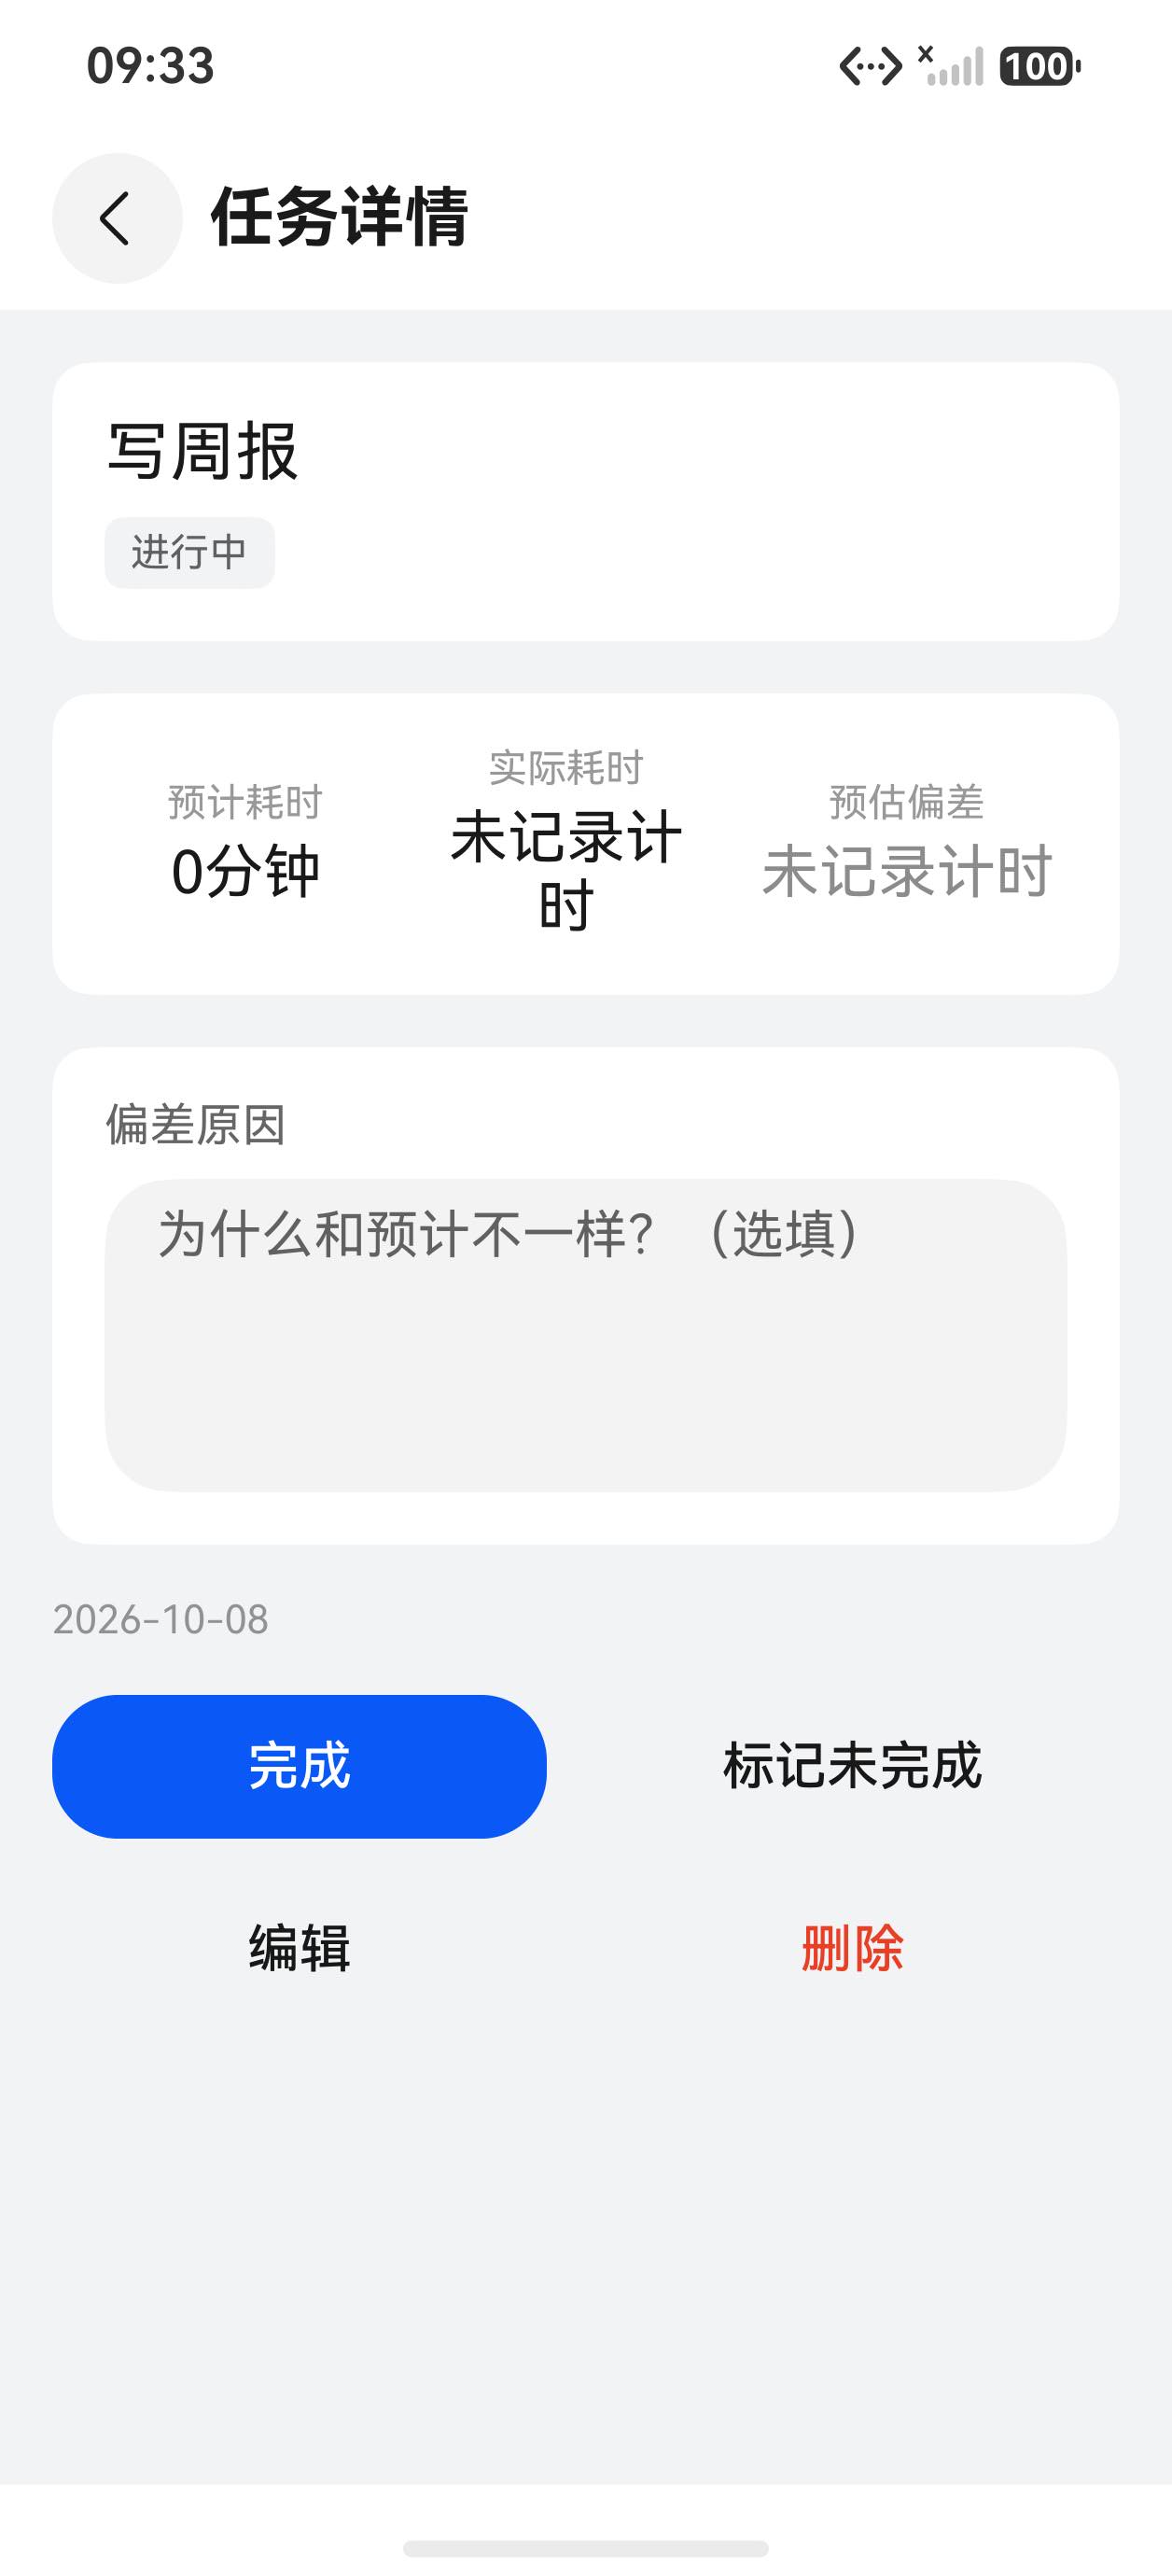 09:33
100
任务详情
写周报
进行中
预计耗时
0分钟
实际耗时
未记录计
时
预估偏差
未记录计时
偏差原因
为什么和预计不一样？（选填）
2026-10-08
完成
标记未完成
编辑
删除